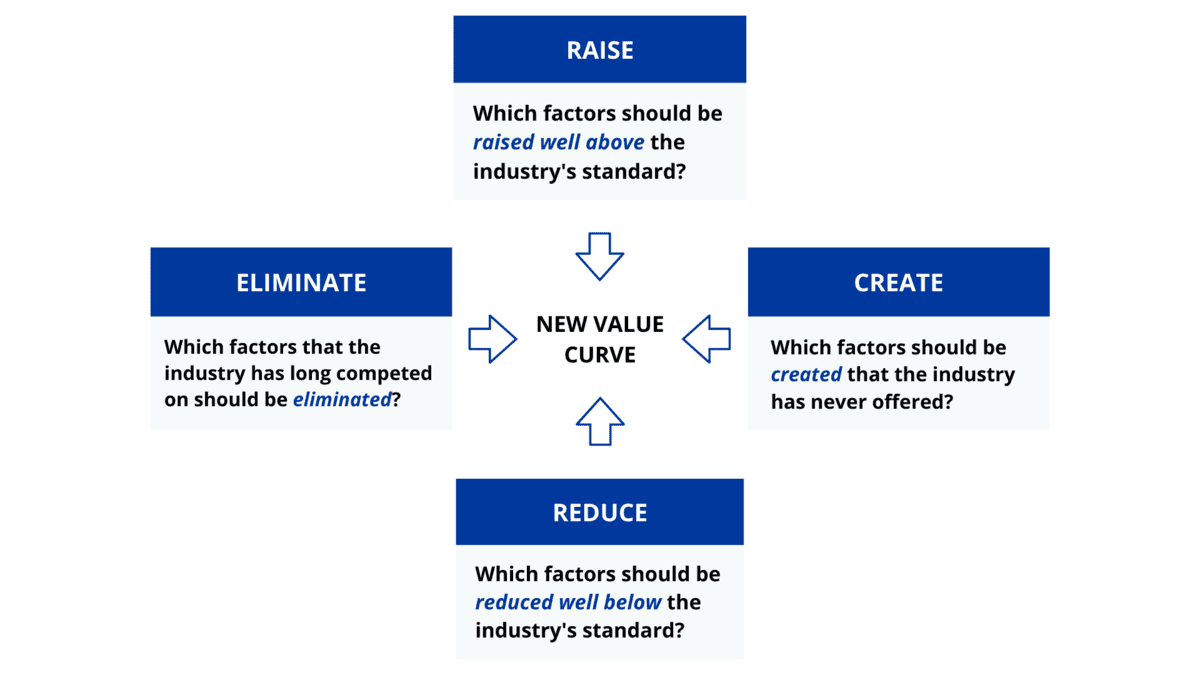 RAISE
Which factors should be
raised well above the
industry's standard?
ELIMINATE
Which factors that the
industry has long competed
on should be eliminated?
NEW VALUE
CURVE
CREATE
Which factors should be
created that the industry
has never offered?
REDUCE
Which factors should be
reduced well below the
industry's standard?